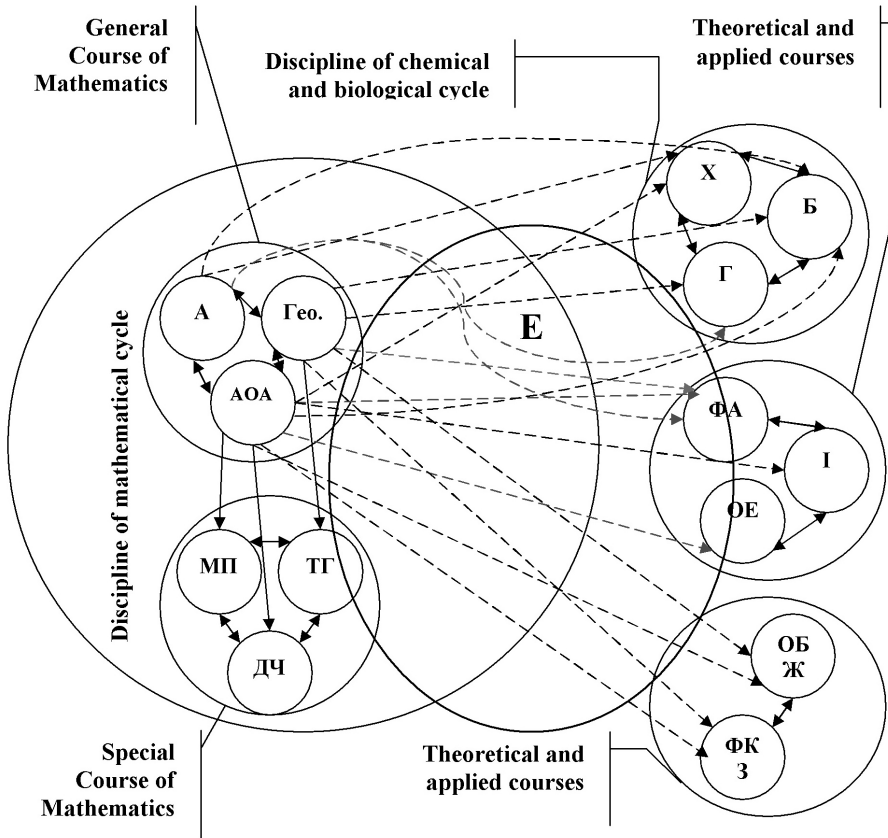 General
Course of
Mathematics
Discipline of chemical
and biological cycle
Theoretical and
applied courses
Х
Б
Г
Е
А
Гео.
АОА
ФА
І
ОЕ
Discipline of mathematical cycle
МП
ТГ
ДЧ
ОБ
Ж
ФК
З
Special
Course of
Mathematics
Theoretical and
applied courses